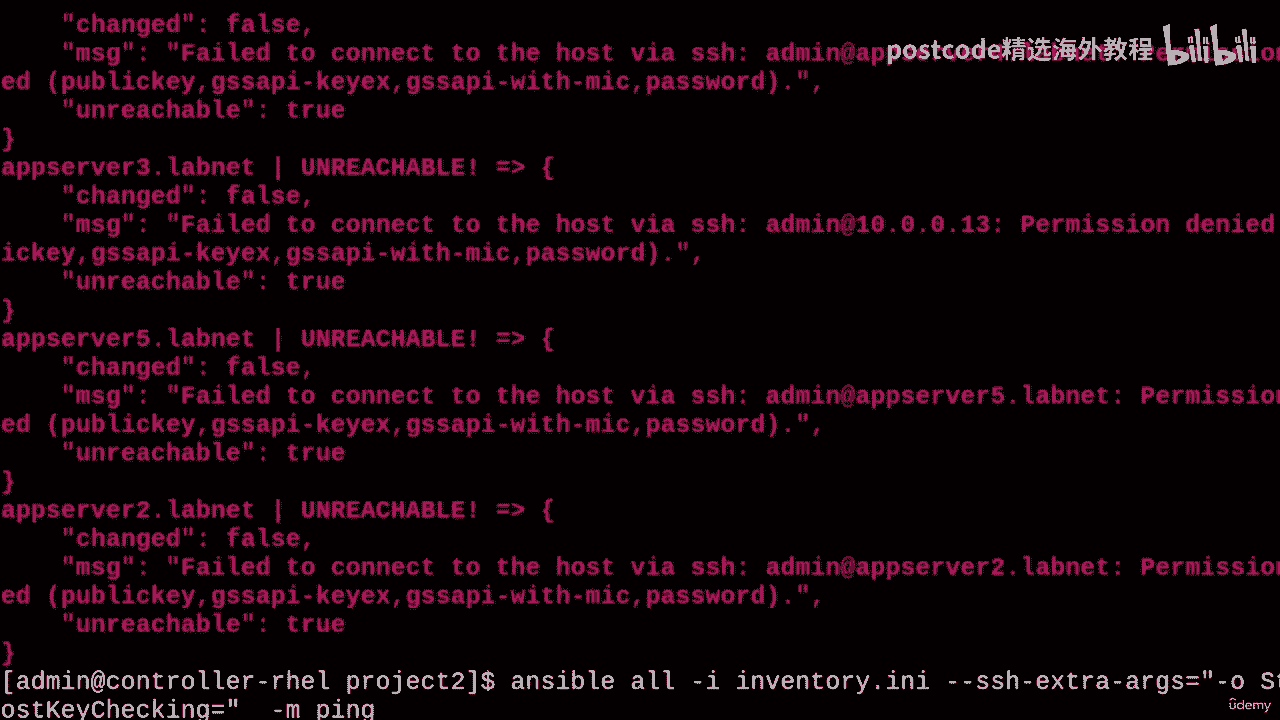 "changed": false,
"msg": "Failed to connect to the host via ssh: admin@app
postcode精选海外教程 bilibili
ed (publickey,gssapi-keyex,gssapi-with-mic,password).",
"unreachable": true
}
appserver3.labnet | UNREACHABLE! => {
"changed": false,
"msg": "Failed to connect to the host via ssh: admin@10.0.0.13: Permission denied
ickey,gssapi-keyex,gssapi-with-mic,password).",
"unreachable": true
}
appserver5.labnet | UNREACHABLE! => {
"changed": false,
"msg": "Failed to connect to the host via ssh: admin@appserver5.labnet: Permission
ed (publickey,gssapi-keyex,gssapi-with-mic,password).",
"unreachable": true
}
appserver2.labnet | UNREACHABLE! => {
"changed": false,
"msg": "Failed to connect to the host via ssh: admin@appserver2.labnet: Permission
ed (publickey,gssapi-keyex,gssapi-with-mic,password).",
"unreachable": true
}
[admin@controller-rhel project2]$ ansible all -i inventory.ini --ssh-extra-args="-o St
ostKeyChecking=" -m ping
ûdemy